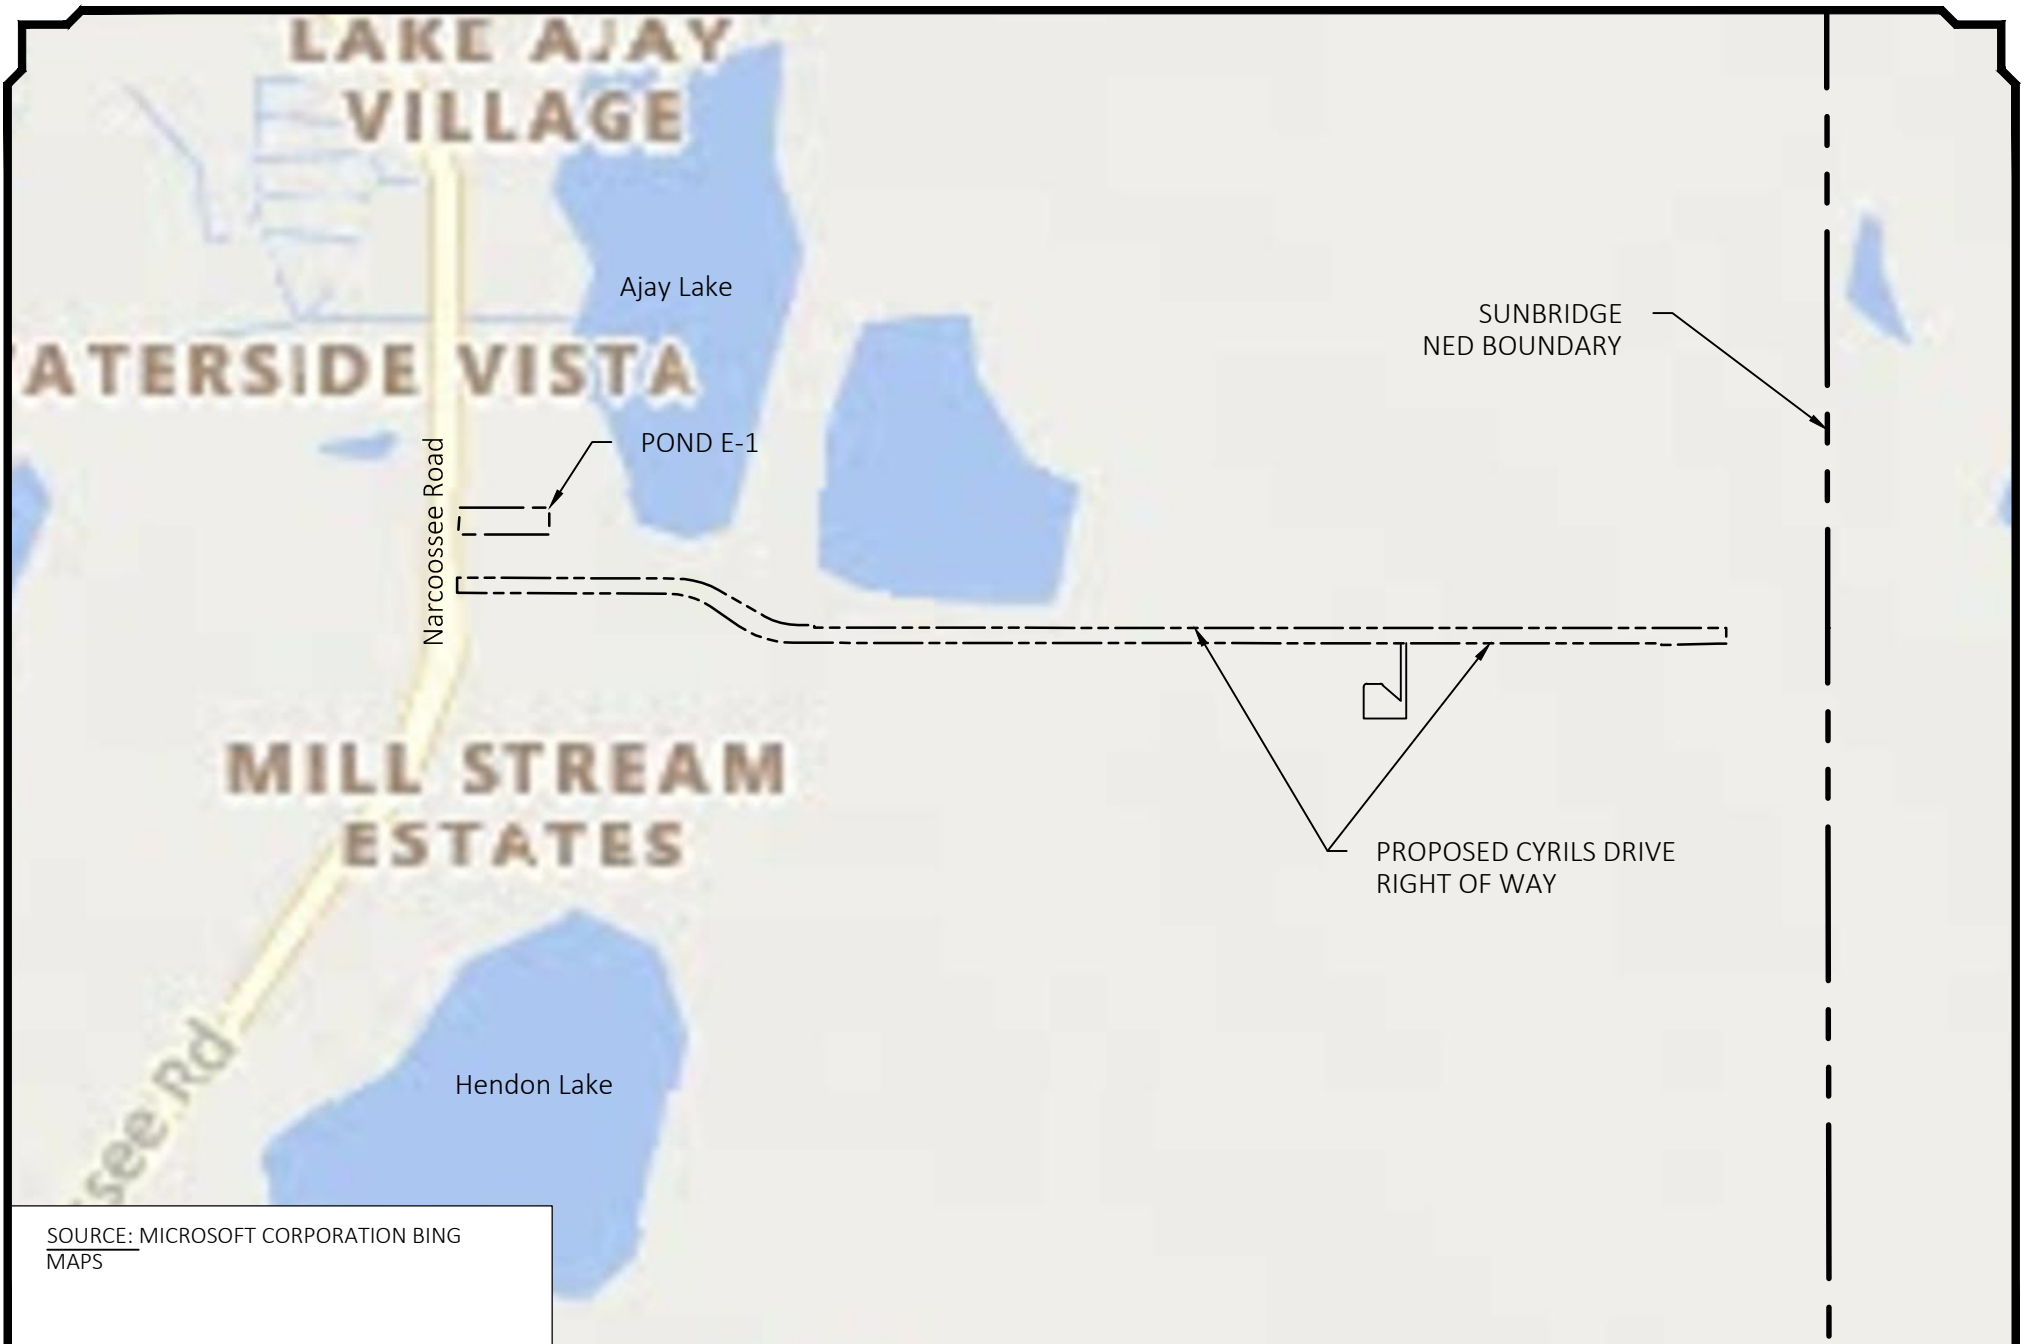 LAKE AJAY
VILLAGE
Ajay Lake
SUNBRIDGE
NED BOUNDARY
ATERSIDE VISTA
POND E-1
Narcoossee Road
MILL STREAM
ESTATES
PROPOSED CYRILS DRIVE
RIGHT OF WAY
Hendon Lake
see Rd
SOURCE: MICROSOFT CORPORATION BING
MAPS